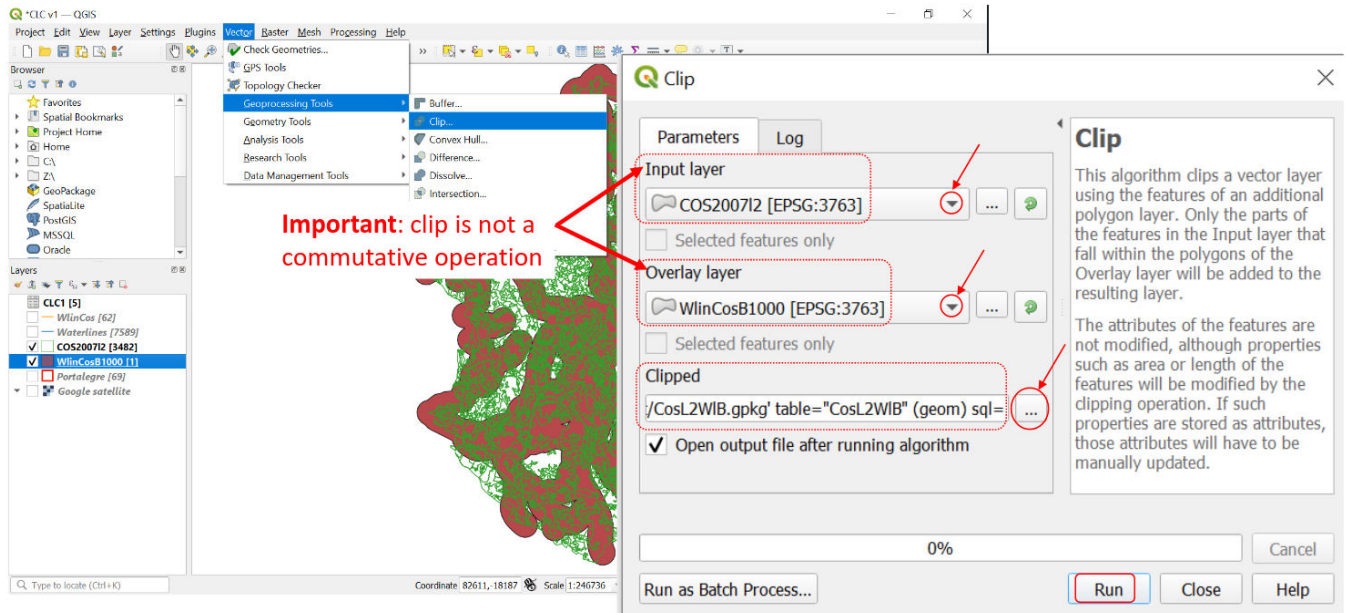 *CLC v1 — QGIS
Project Edit View Layer Settings Plugins Vector Raster Mesh Processing Help
Check Geometries...
GPS Tools
Topology Checker
Geoprocessing Tools
Geometry Tools
Analysis Tools
Research Tools
Data Management Tools
Buffer...
Clip...
Convex Hull...
Difference...
Dissolve...
Intersection...
Browser
Favorites
Spatial Bookmarks
Project Home
Home
C:\
Z:\
GeoPackage
SpatiaLite
PostGIS
MSSQL
Oracle
Layers
CLC1 [5]
WlinCos [62]
Waterlines [7589]
COS2007l2 [3482]
WlinCosB1000 [1]
Portalegre [69]
Google satellite
Important: clip is not a
commutative operation
Type to locate (Ctrl+K)
Coordinate 82611,-18187 Scale 1:246736
Clip
Parameters Log
Input layer
COS2007l2 [EPSG:3763]
...
Selected features only
Overlay layer
WlinCosB1000 [EPSG:3763]
...
Selected features only
Clipped
:/CosL2WlB.gpkg' table="CosL2WlB" (geom) sql=
...
Open output file after running algorithm
Clip
This algorithm clips a vector layer
using the features of an additional
polygon layer. Only the parts of
the features in the Input layer that
fall within the polygons of the
Overlay layer will be added to the
resulting layer.
The attributes of the features are
not modified, although properties
such as area or length of the
features will be modified by the
clipping operation. If such
properties are stored as attributes,
those attributes will have to be
manually updated.
0%
Cancel
Run as Batch Process...
Run
Close
Help